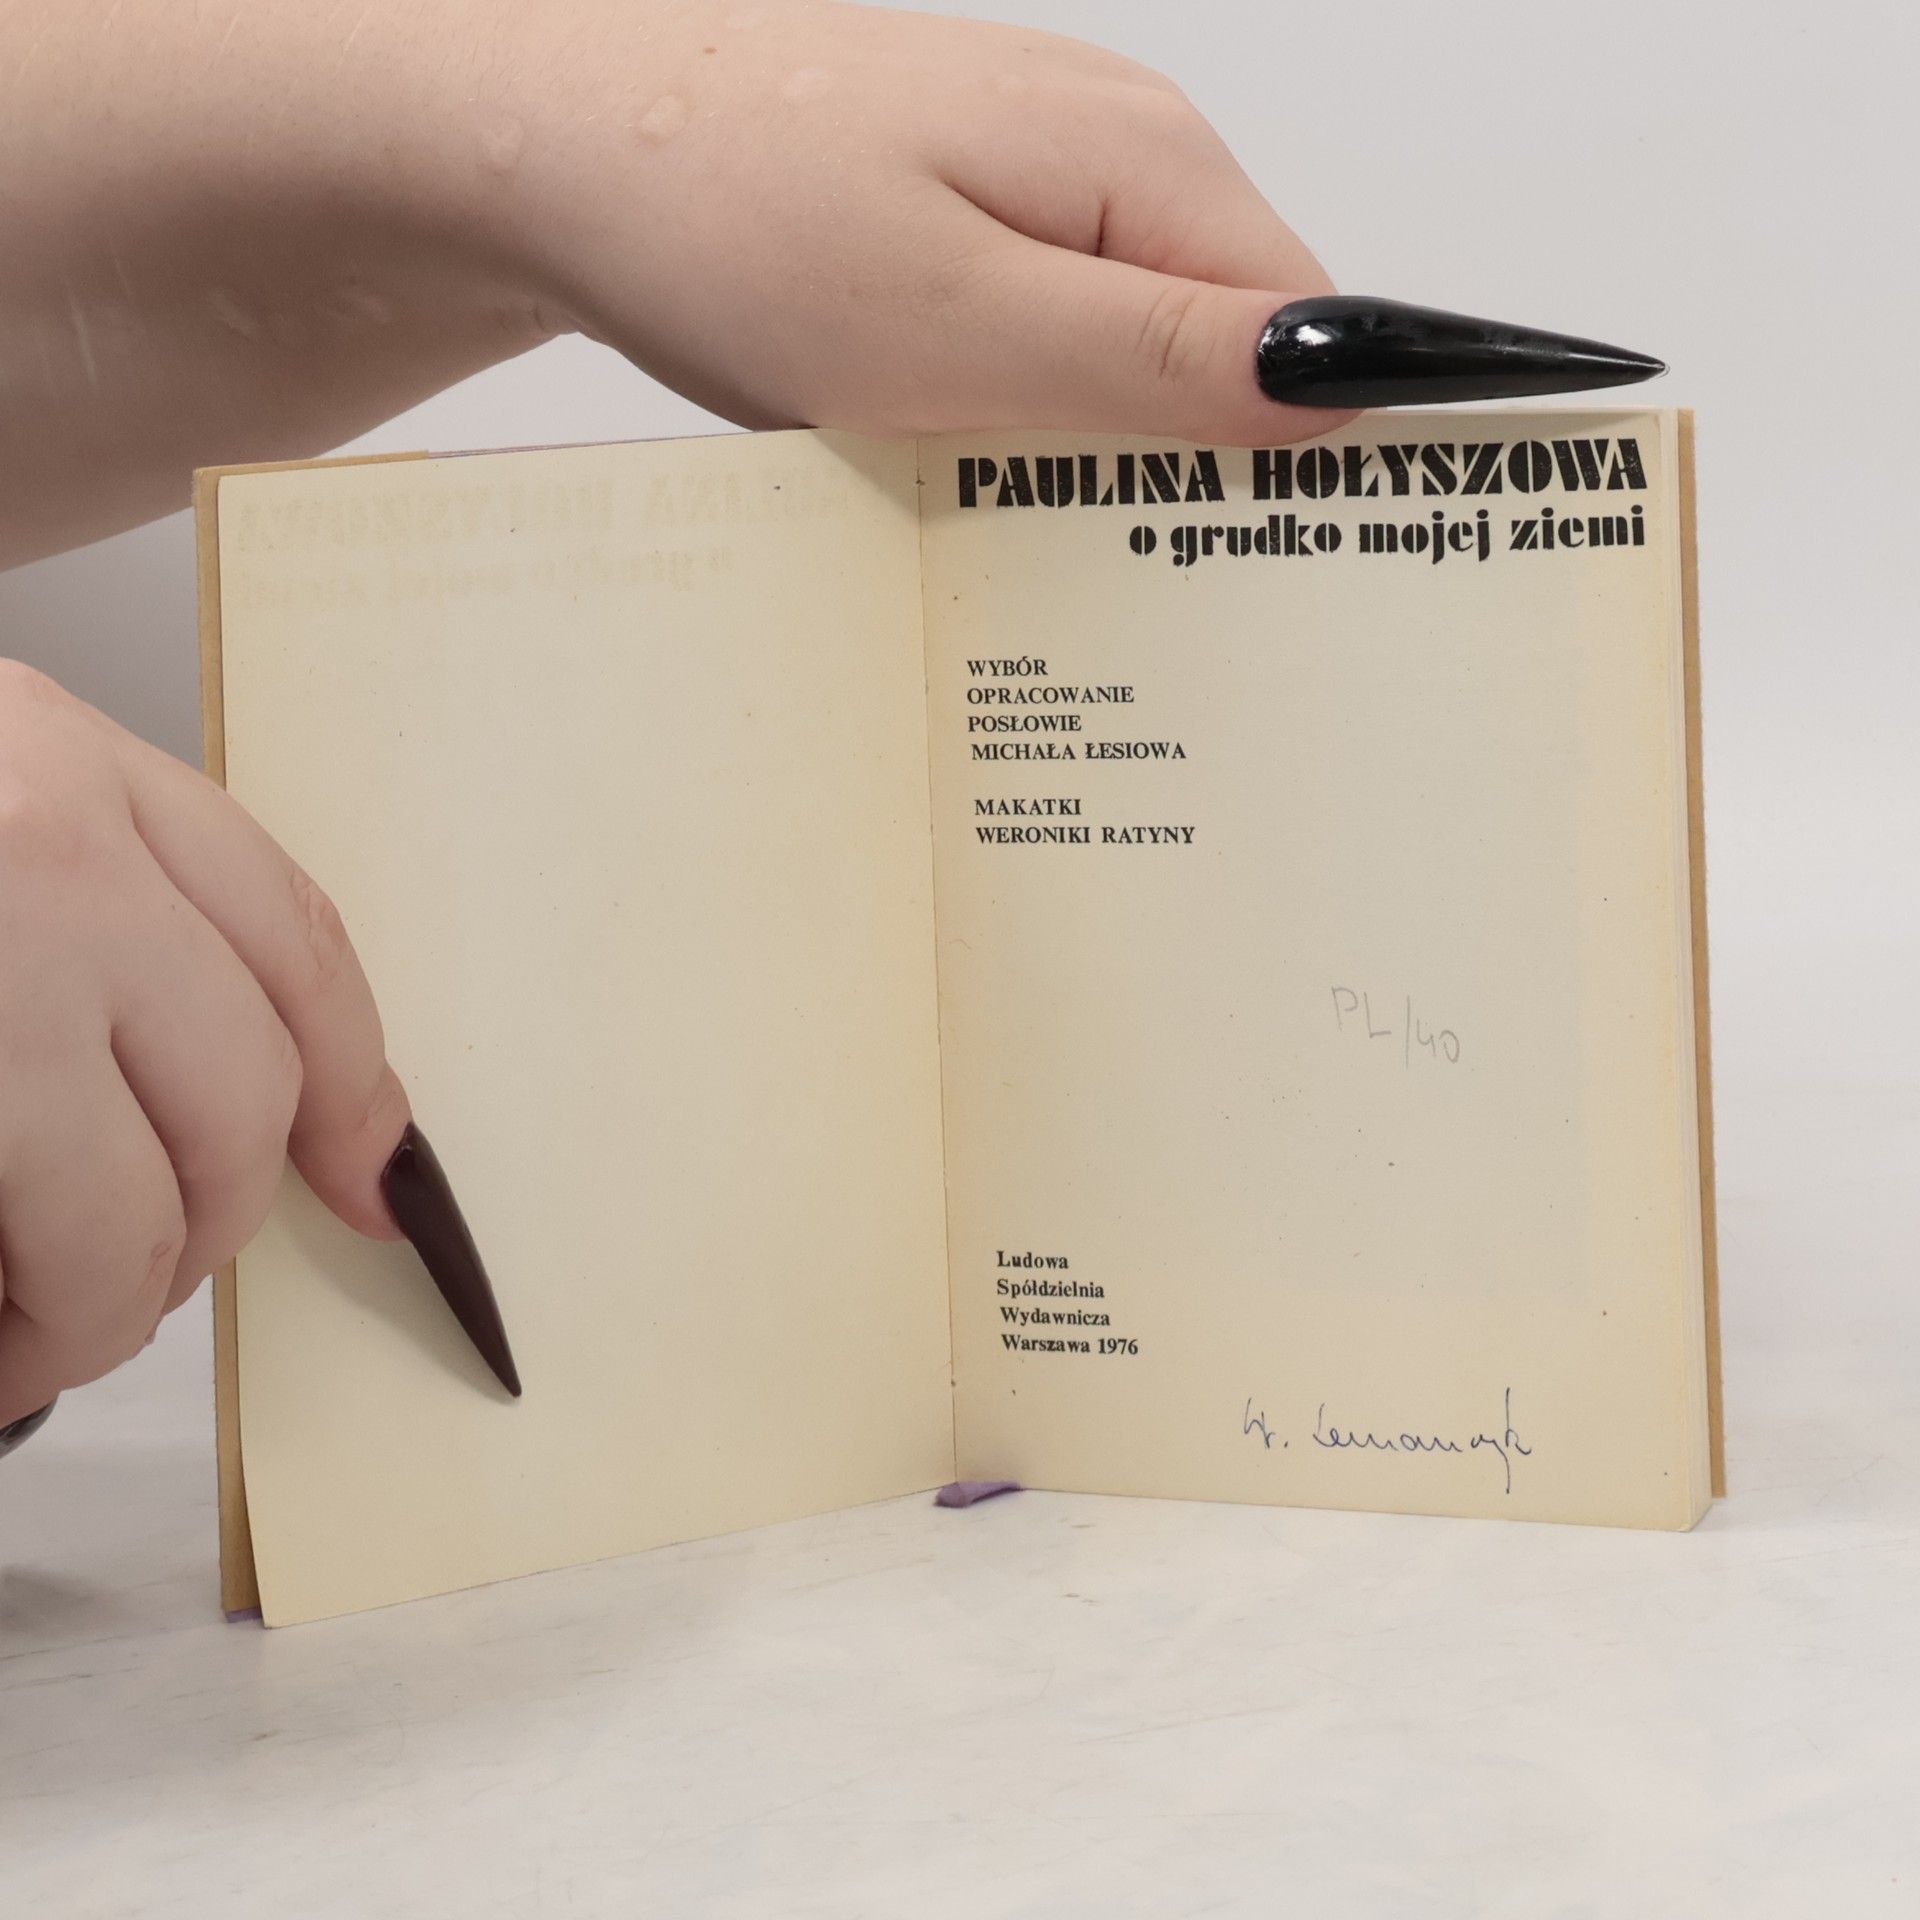 PAULINA HOŁYSZOWA
o grudko mojej ziemi
WYBÓR
OPRACOWANIE
POSŁOWIE
MICHAŁA ŁESIOWA
MAKATKI
WERONIKI RATYNY
PL/40
Ludowa
Spółdzielnia
Wydawnicza
Warszawa 1976